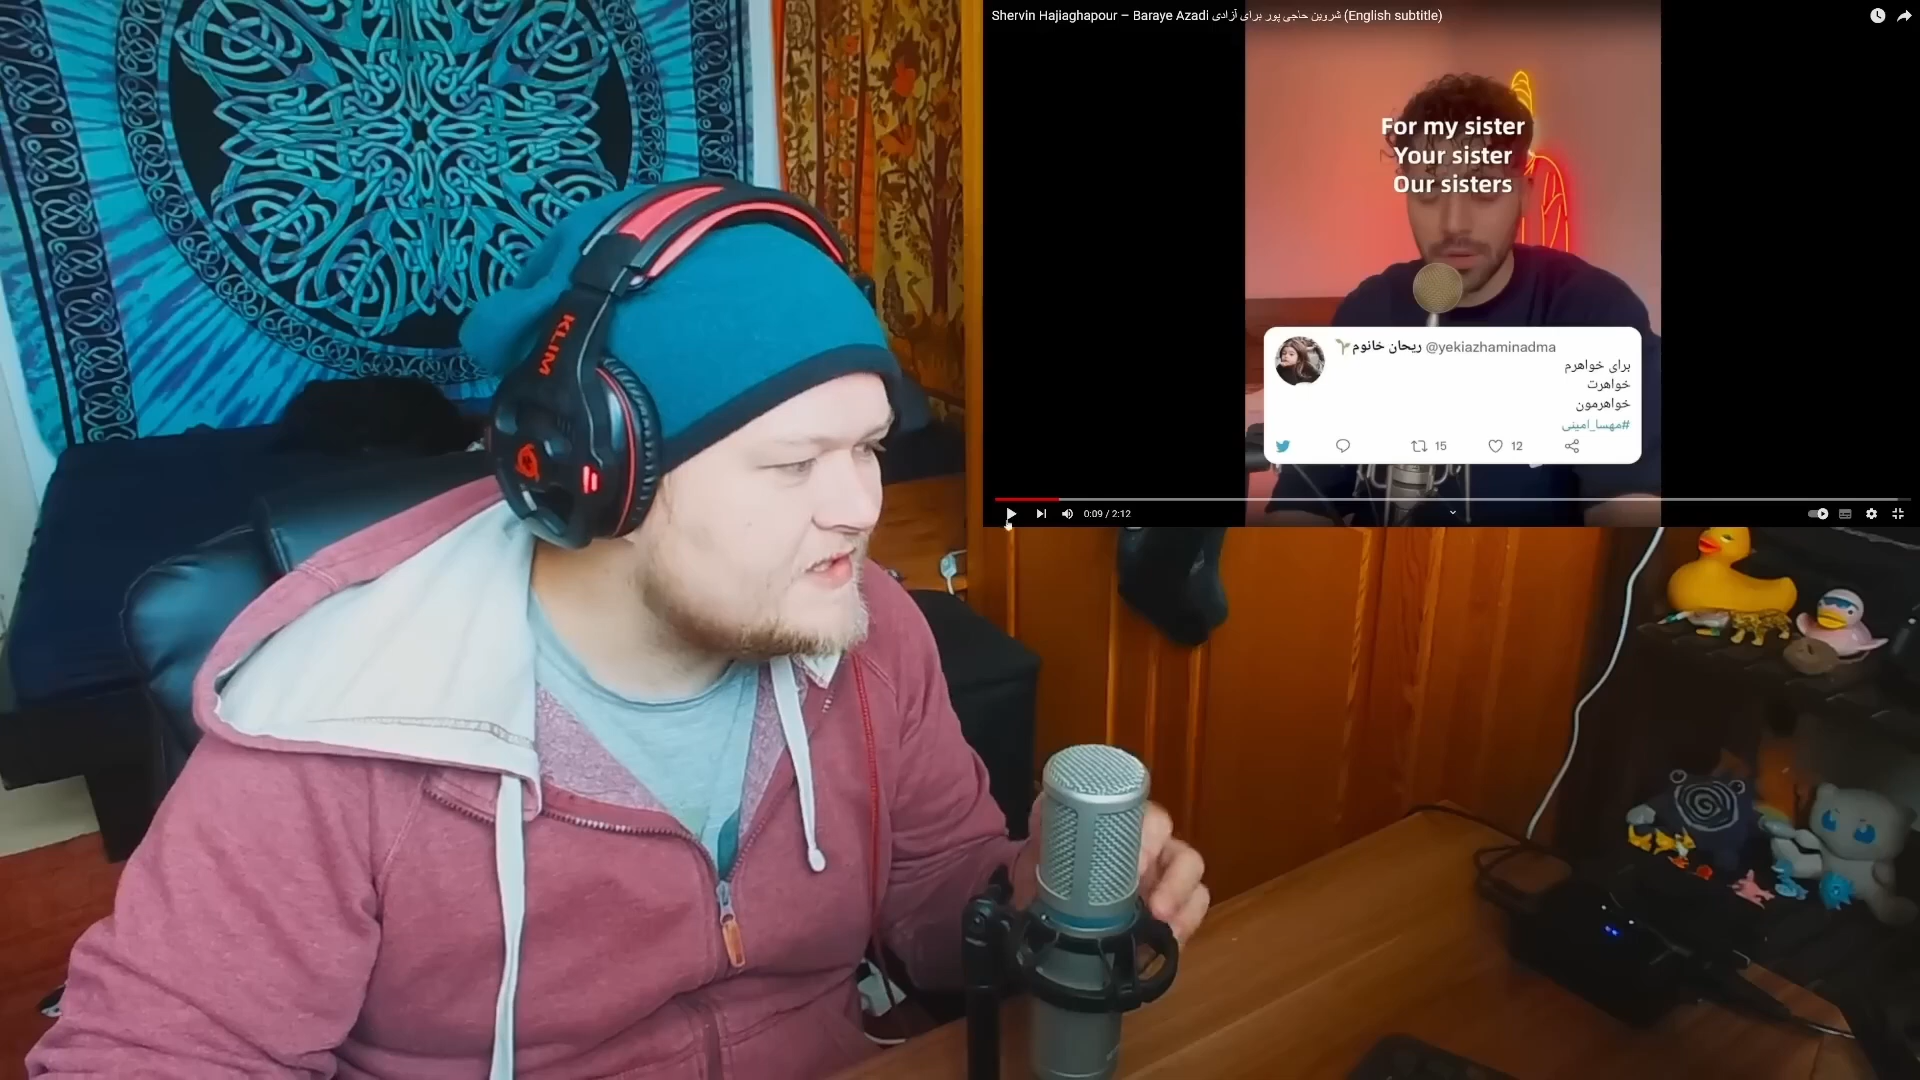 Shervin Hajiaghapour – Baraye Azadi شروین حاجی پور برای آزادی (English subtitle)
For my sister
Your sister
Our sisters
ریحان خانوم @yekiazhaminadma
برای خواهرم
خواهرت
خواهرمون
#مهسا_امینی
15 12
0:09 / 2:12
KLIM